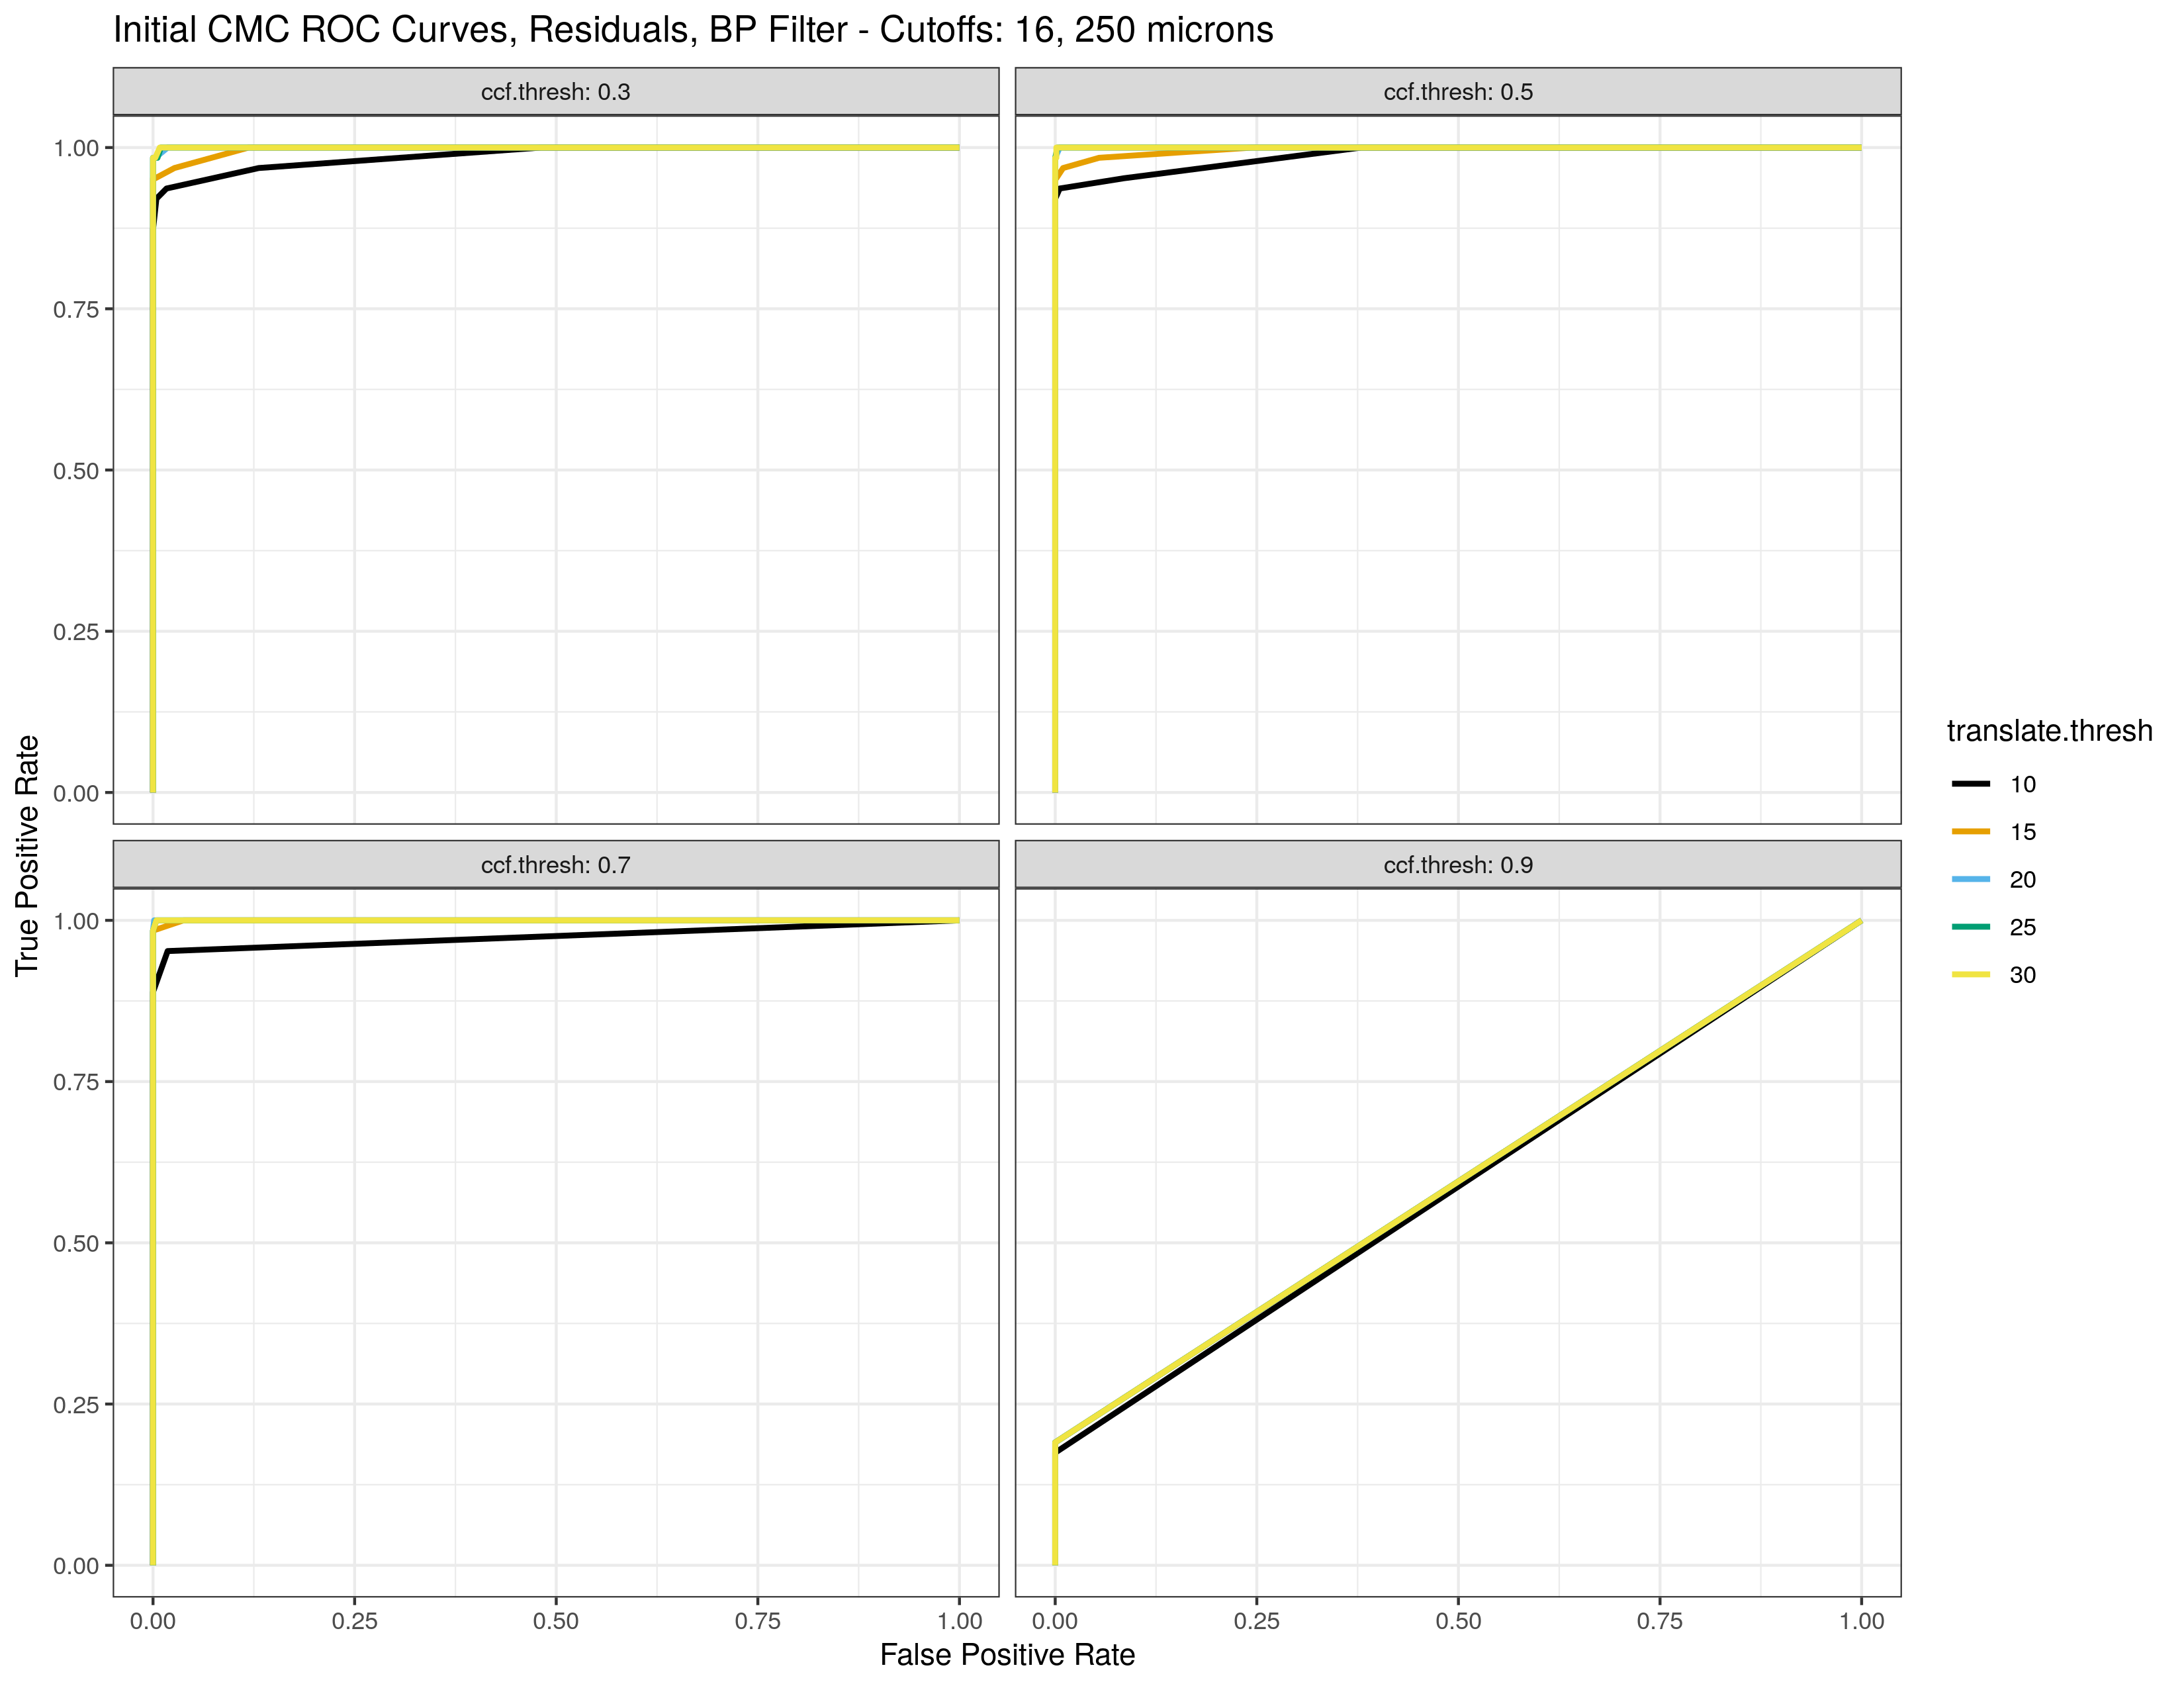 Initial CMC ROC Curves, Residuals, BP Filter - Cutoffs: 16, 250 microns
ccf.thresh: 0.3
ccf.thresh: 0.5
1.00
0.75
0.50
0.25
0.00
ccf.thresh: 0.7
ccf.thresh: 0.9
1.00
0.75
0.50
0.25
0.00
0.00 0.25 0.50 0.75 1.00
0.00 0.25 0.50 0.75 1.00
False Positive Rate
True Positive Rate
translate.thresh
10
15
20
25
30